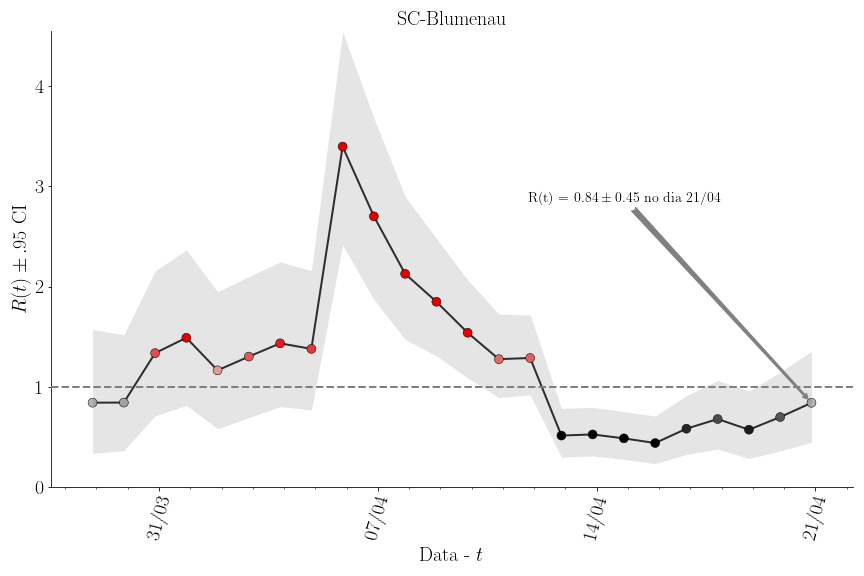 SC-Blumenau
R(t) ± .95 CI
4
3
2
1
0
R(t) = 0.84 ± 0.45 no dia 21/04
31/03
07/04
14/04
21/04
Data - t